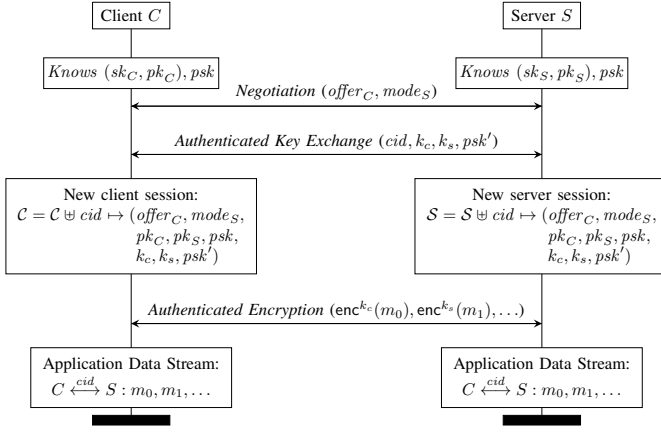 Client C
Server S
Knows (sk_C, pk_C), psk
Knows (sk_S, pk_S), psk
Negotiation (offer_C, mode_S)
Authenticated Key Exchange (cid, k_c, k_s, psk′)
New client session:
𝒞 = 𝒞 ⊎ cid ↦ (offer_C, mode_S,
pk_C, pk_S, psk,
k_c, k_s, psk′)
New server session:
𝒮 = 𝒮 ⊎ cid ↦ (offer_C, mode_S,
pk_C, pk_S, psk,
k_c, k_s, psk′)
Authenticated Encryption (enc^{k_c}(m_0), enc^{k_s}(m_1), …)
Application Data Stream:
C ⟷^{cid} S : m_0, m_1, …
Application Data Stream:
C ⟷^{cid} S : m_0, m_1, …